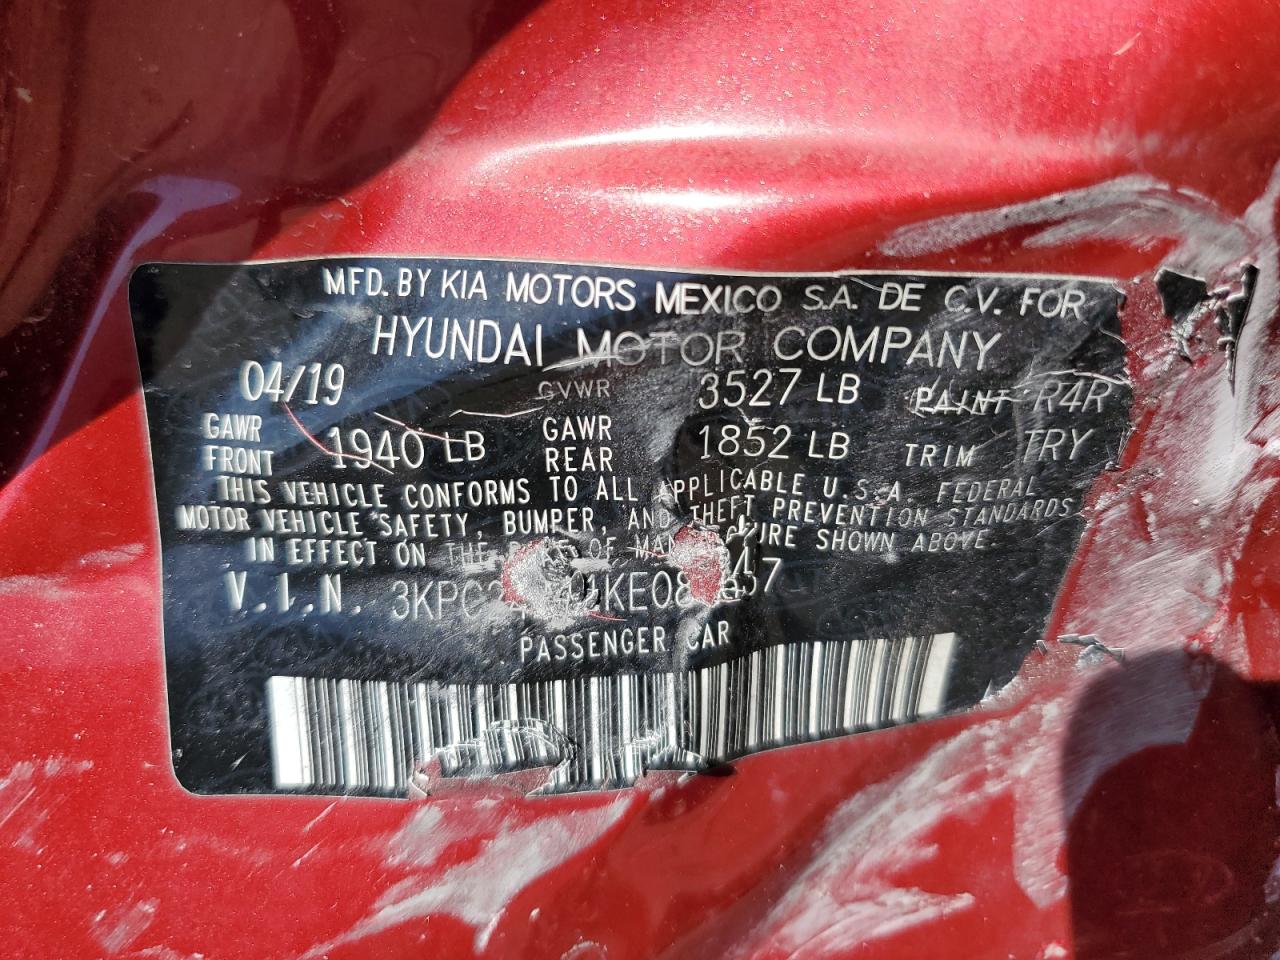 MFD. BY KIA MOTORS MEXICO S.A. DE C.V. FOR
HYUNDAI MOTOR COMPANY
04/19 GVWR 3527 LB PAINT R4R
GAWR FRONT 1940 LB GAWR REAR 1852 LB TRIM TRY
THIS VEHICLE CONFORMS TO ALL APPLICABLE U.S.A. FEDERAL
MOTOR VEHICLE SAFETY, BUMPER, AND THEFT PREVENTION STANDARDS
IN EFFECT ON THE OF SHOWN ABOVE.
V.I.N.
PASSENGER CAR